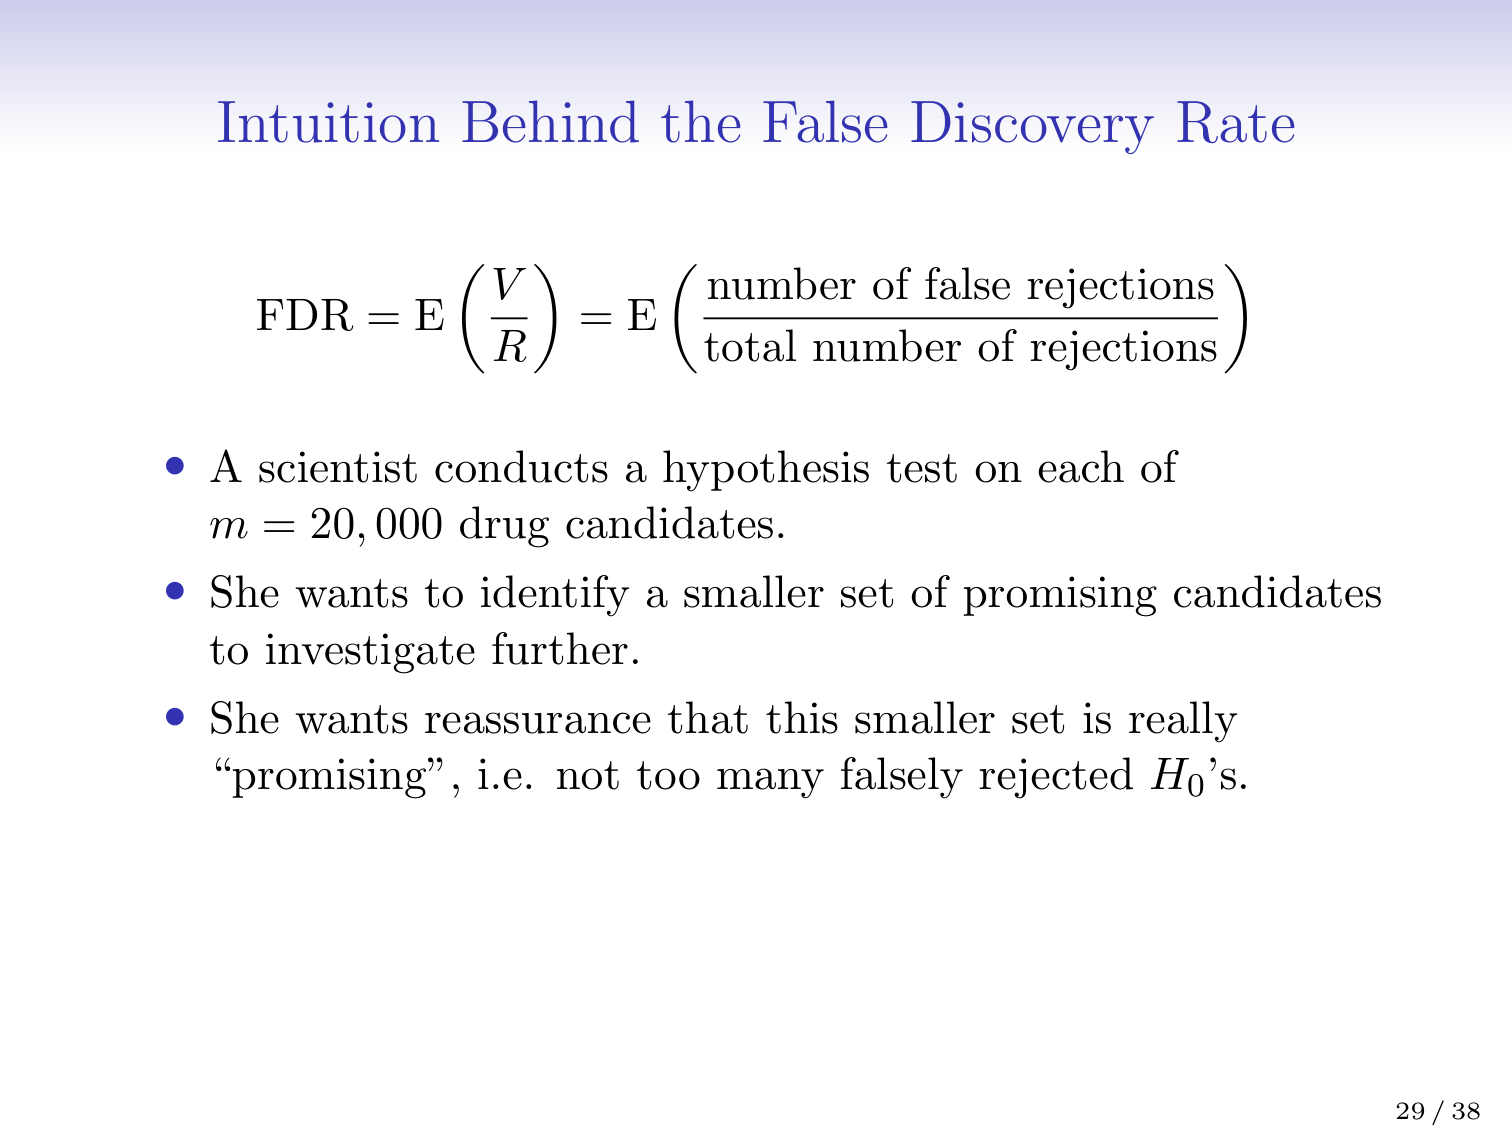 Intuition Behind the False Discovery Rate
FDR = E(V/R) = E(number of false rejections/total number of rejections)
• A scientist conducts a hypothesis test on each of
m = 20, 000 drug candidates.
• She wants to identify a smaller set of promising candidates
to investigate further.
• She wants reassurance that this smaller set is really
“promising”, i.e. not too many falsely rejected H₀’s.
29 / 38